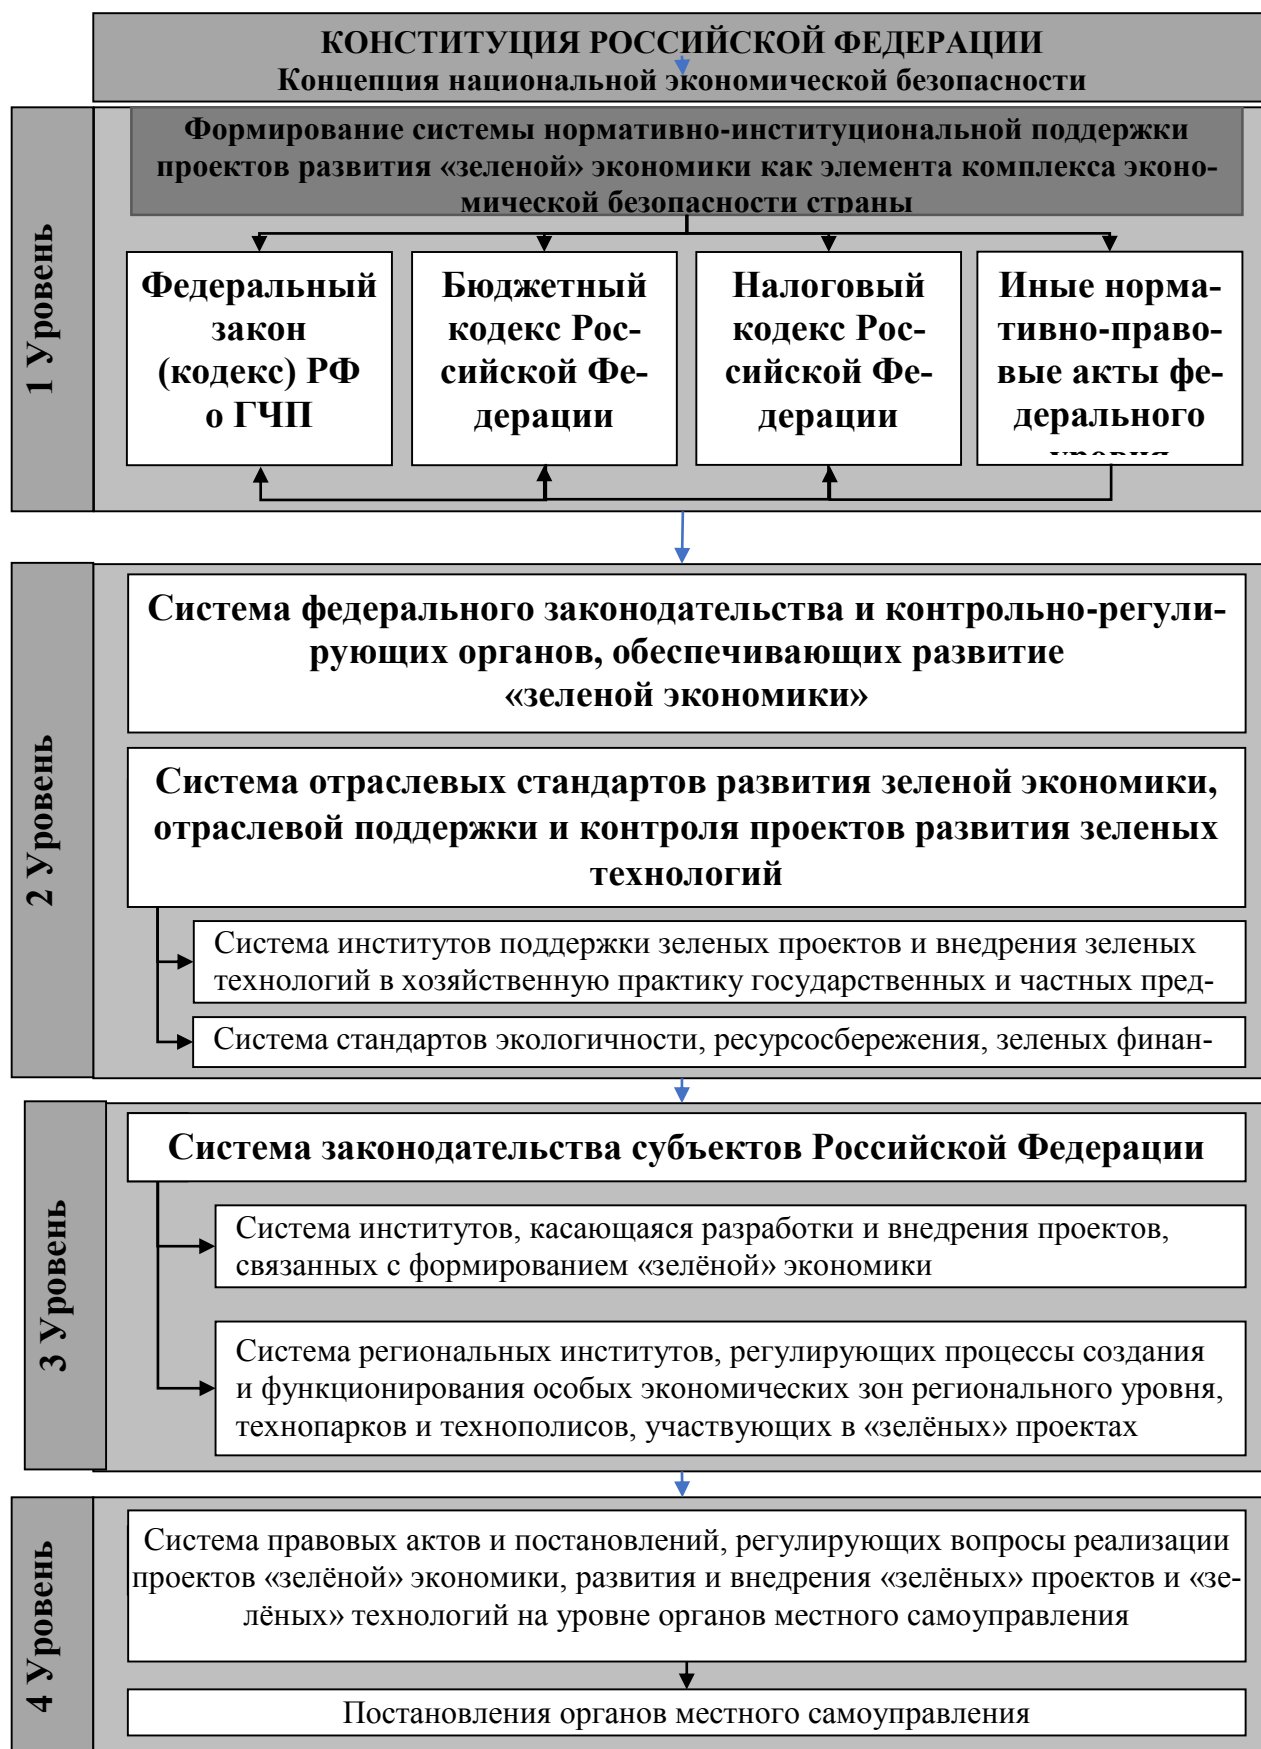 КОНСТИТУЦИЯ РОССИЙСКОЙ ФЕДЕРАЦИИ
Концепция национальной экономической безопасности
1 Уровень
Формирование системы нормативно-институциональной поддержки
проектов развития «зеленой» экономики как элемента комплекса эконо-
мической безопасности страны
Федеральный
закон
(кодекс) РФ
о ГЧП
Бюджетный
кодекс Рос-
сийской Фе-
дерации
Налоговый
кодекс Рос-
сийской Фе-
дерации
Иные норма-
тивно-право-
вые акты фе-
дерального
уровня
2 Уровень
Система федерального законодательства и контрольно-регули-
рующих органов, обеспечивающих развитие
«зеленой экономики»
Система отраслевых стандартов развития зеленой экономики,
отраслевой поддержки и контроля проектов развития зеленых
технологий
Система институтов поддержки зеленых проектов и внедрения зеленых
технологий в хозяйственную практику государственных и частных пред-
Система стандартов экологичности, ресурсосбережения, зеленых финан-
3 Уровень
Система законодательства субъектов Российской Федерации
Система институтов, касающаяся разработки и внедрения проектов,
связанных с формированием «зелёной» экономики
Система региональных институтов, регулирующих процессы создания
и функционирования особых экономических зон регионального уровня,
технопарков и технополисов, участвующих в «зелёных» проектах
4 Уровень
Система правовых актов и постановлений, регулирующих вопросы реализации
проектов «зелёной» экономики, развития и внедрения «зелёных» проектов и «зе-
лёных» технологий на уровне органов местного самоуправления
Постановления органов местного самоуправления